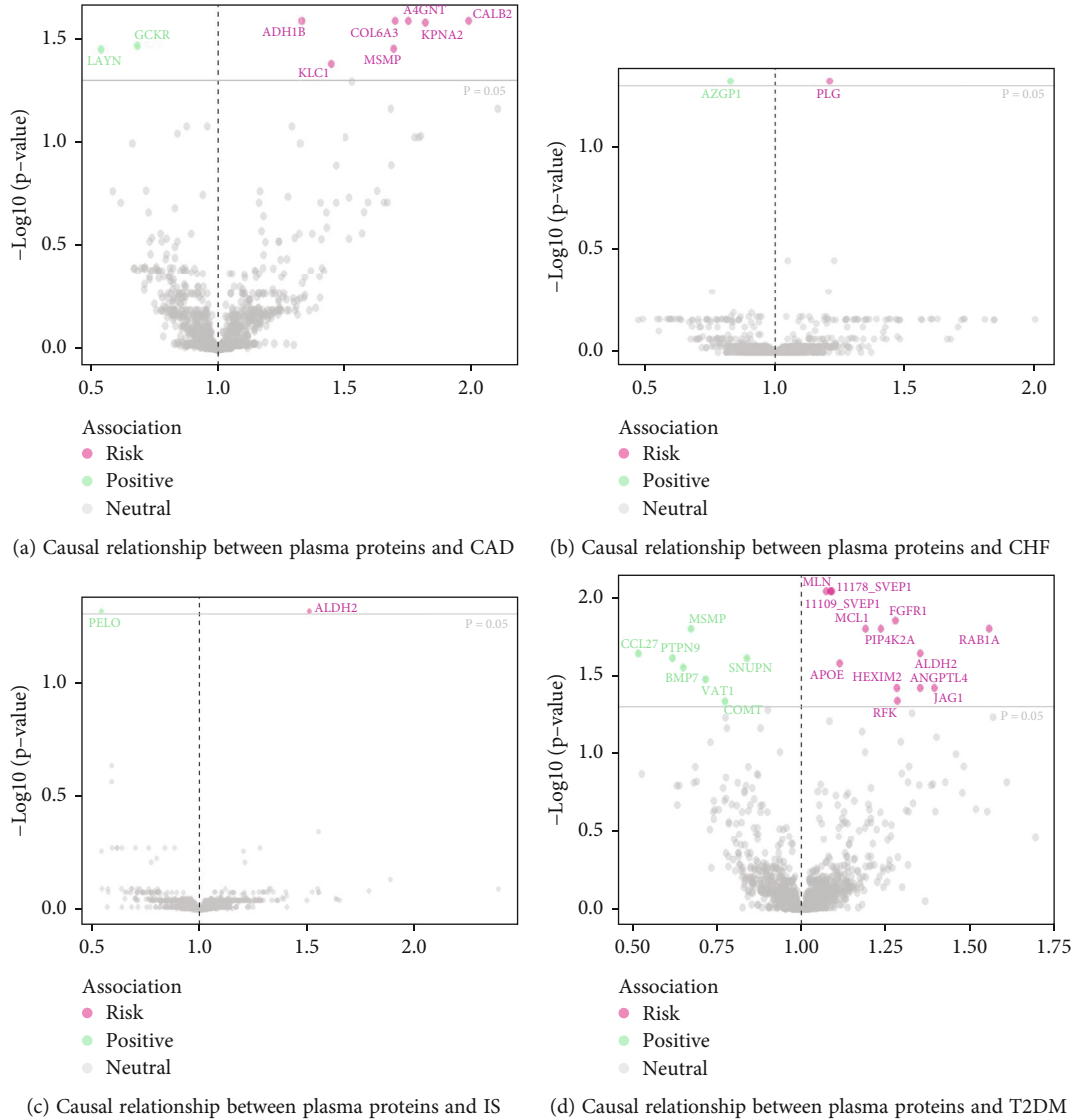 A4GNT
CALB2
GCKR
ADH1B
COL6A3
KPNA2
LAYN
MSMP
KLC1
P = 0.05
1.5
1.0
0.5
0.0
−Log10 (p−value)
0.5 1.0 1.5 2.0
Association
Risk
Positive
Neutral
(a) Causal relationship between plasma proteins and CAD
AZGP1
PLG
P = 0.05
1.0
0.5
0.0
−Log10 (p−value)
0.5 1.0 1.5 2.0
Association
Risk
Positive
Neutral
(b) Causal relationship between plasma proteins and CHF
PELO
ALDH2
P = 0.05
1.0
0.5
0.0
−Log10 (p−value)
0.5 1.0 1.5 2.0
Association
Risk
Positive
Neutral
(c) Causal relationship between plasma proteins and IS
MLN
11178_SVEP1
11109_SVEP1
MSMP
MCL1
FGFR1
CCL27
PTPN9
PIP4K2A
RAB1A
SNUPN
ALDH2
BMP7
APOE
HEXIM2
ANGPTL4
VAT1
JAG1
COMT
RFK
P = 0.05
2.0
1.5
1.0
0.5
0.0
−Log10 (p−value)
0.50 0.75 1.00 1.25 1.50 1.75
Association
Risk
Positive
Neutral
(d) Causal relationship between plasma proteins and T2DM